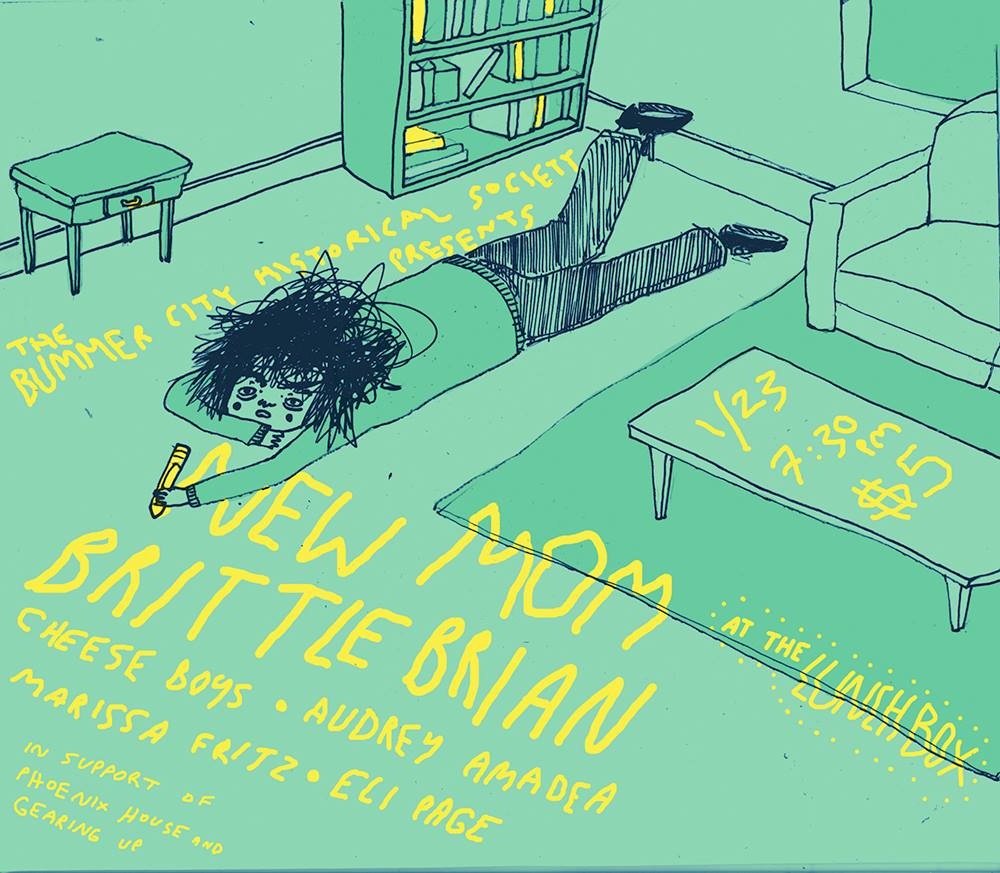 THE
BUMMER CITY HISTORICAL SOCIETY
PRESENTS
1/23
7:30 $5
NEW MOM
BRITTLE BRIAN
CHEESE BOYS • AUDREY AMADEA
MARISSA FRITZ • ELI PAGE
AT THE LUNCHBOX
IN SUPPORT OF
PHOENIX HOUSE AND
GEARING UP